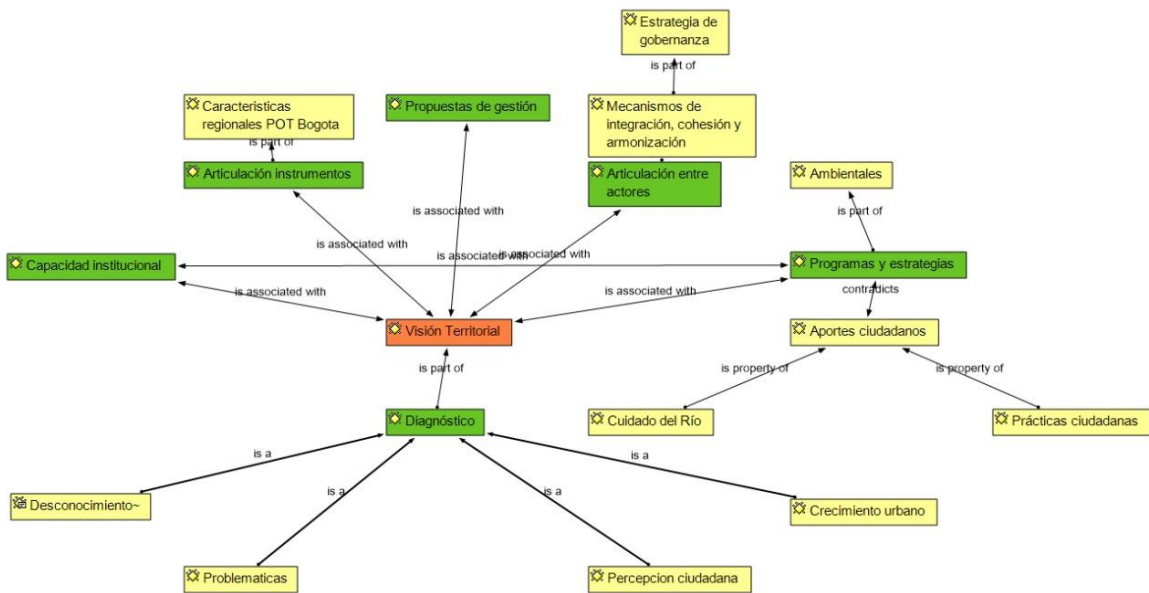 Estrategia de
gobernanza
is part of
Caracteristicas
regionales POT Bogota
Propuestas de gestión
Mecanismos de
integración, cohesión y
armonización
is part of
Articulación instrumentos
Articulación entre
actores
Ambientales
is associated with
is part of
is associated with
is associated with
is associated with
Capacidad institucional
Programas y estrategias
is associated with
is associated with
contradicts
Visión Territorial
Aportes ciudadanos
is part of
is property of
is property of
Diagnóstico
Cuidado del Río
Prácticas ciudadanas
is a
is a
is a
is a
Desconocimiento~
Crecimiento urbano
Problematicas
Percepcion ciudadana